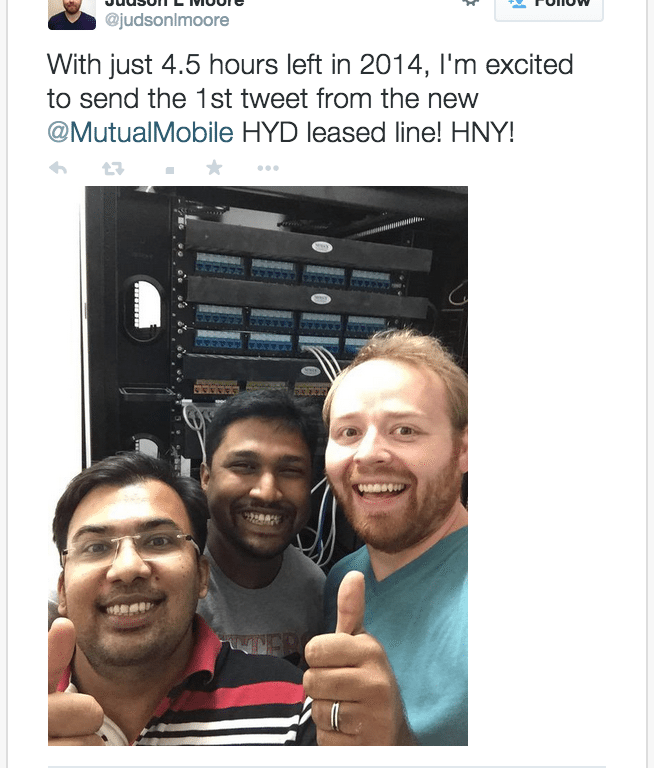 Judson L Moore
Follow
@judsonlmoore
With just 4.5 hours left in 2014, I'm excited
to send the 1st tweet from the new
@MutualMobile HYD leased line! HNY!